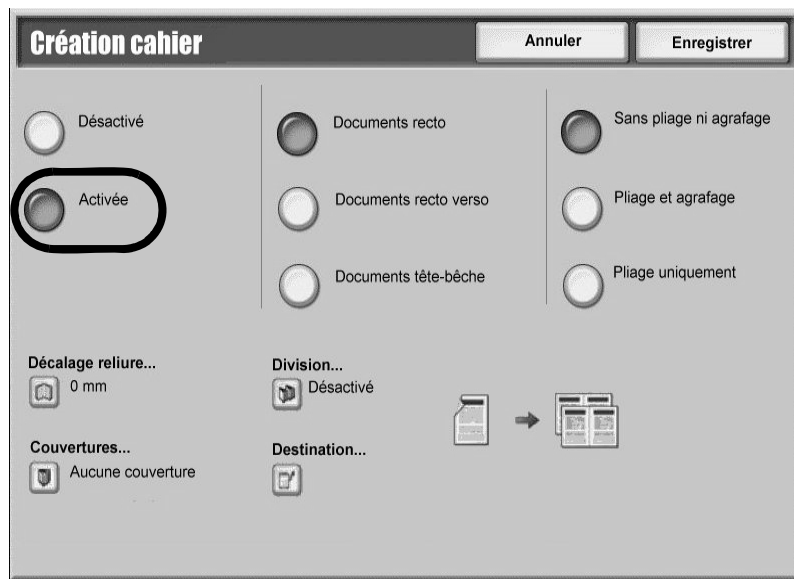 Création cahier
Annuler
Enregistrer
Désactivé
Activée
Documents recto
Documents recto verso
Documents tête-bêche
Sans pliage ni agrafage
Pliage et agrafage
Pliage uniquement
Décalage reliure...
0 mm
Division...
Désactivé
Couvertures...
Aucune couverture
Destination...